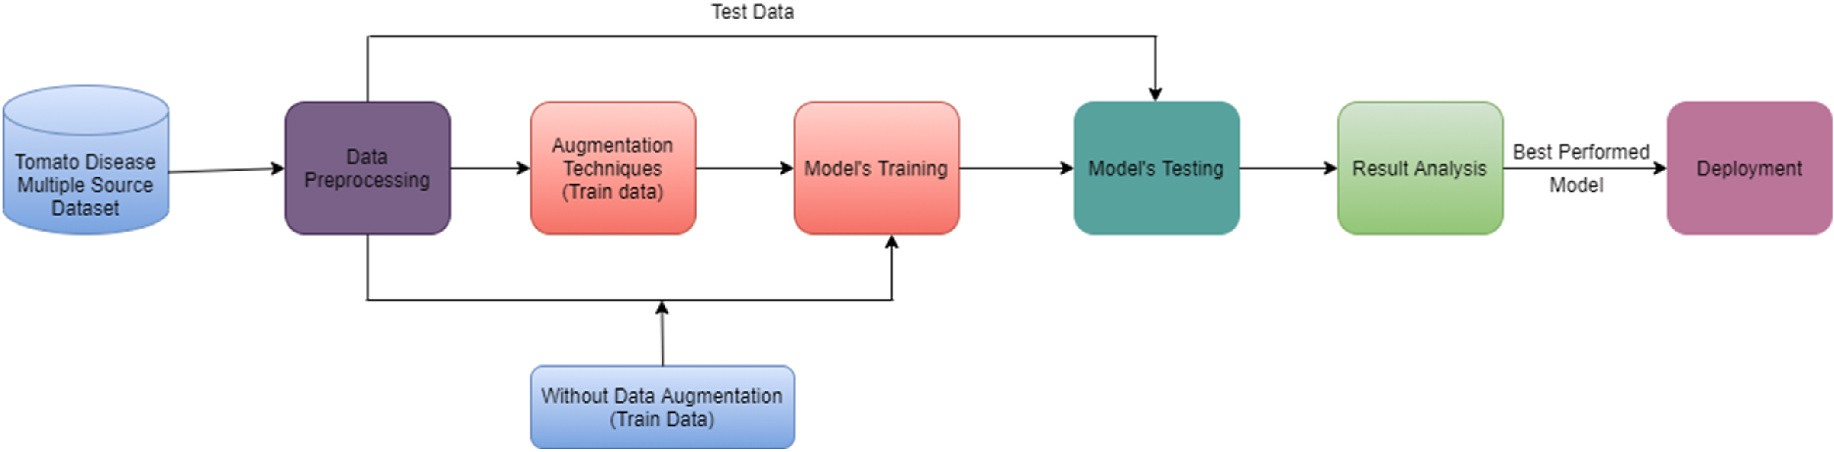 Test Data
Tomato Disease
Multiple Source
Dataset
Data
Preprocessing
Augmentation
Techniques
(Train data)
Model's Training
Model's Testing
Result Analysis
Best Performed
Model
Deployment
Without Data Augmentation
(Train Data)